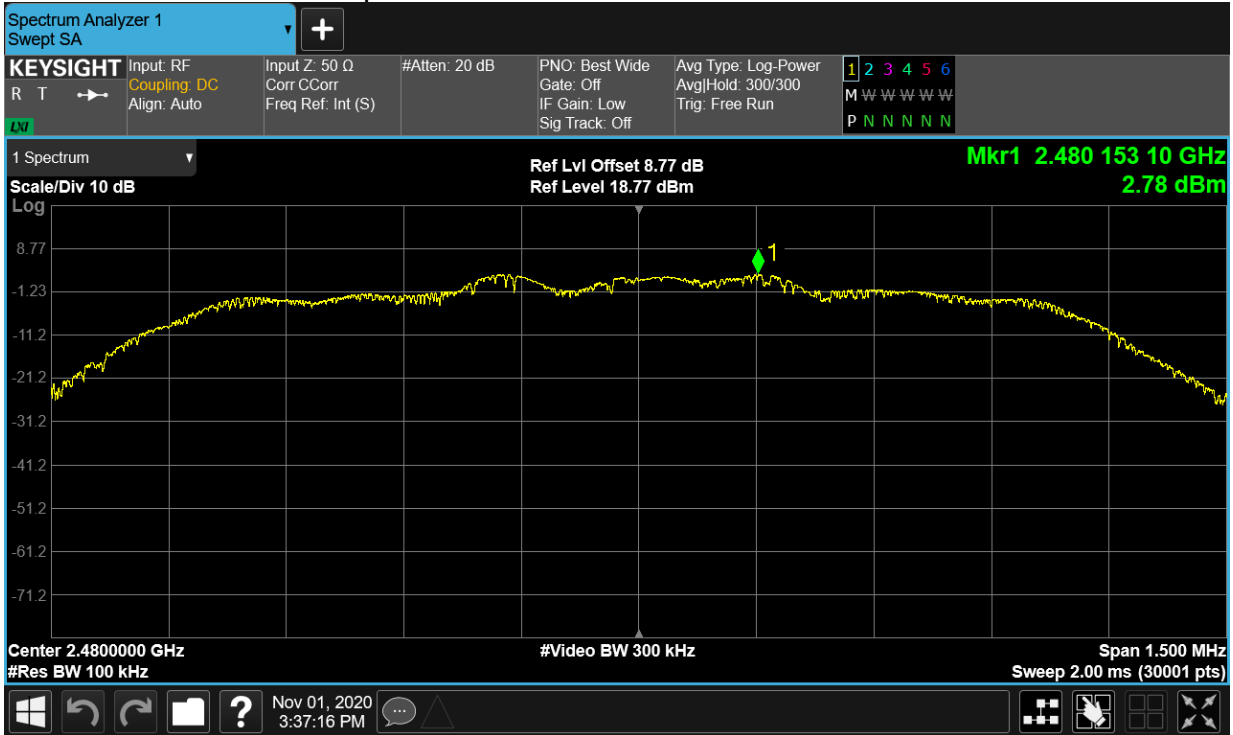 Spectrum Analyzer 1
Swept SA
KEYSIGHT
R T
LXI
Input: RF
Coupling: DC
Align: Auto
Input Z: 50 Ω
Corr CCorr
Freq Ref: Int (S)
#Atten: 20 dB
PNO: Best Wide
Gate: Off
IF Gain: Low
Sig Track: Off
Avg Type: Log-Power
Avg|Hold: 300/300
Trig: Free Run
1 2 3 4 5 6
M W W W W W
P N N N N N
1 Spectrum
Scale/Div 10 dB
Log
Ref Lvl Offset 8.77 dB
Ref Level 18.77 dBm
Mkr1 2.480 153 10 GHz
2.78 dBm
1
8.77
-1.23
-11.2
-21.2
-31.2
-41.2
-51.2
-61.2
-71.2
Center 2.4800000 GHz
#Res BW 100 kHz
#Video BW 300 kHz
Span 1.500 MHz
Sweep 2.00 ms (30001 pts)
?
Nov 01, 2020
3:37:16 PM